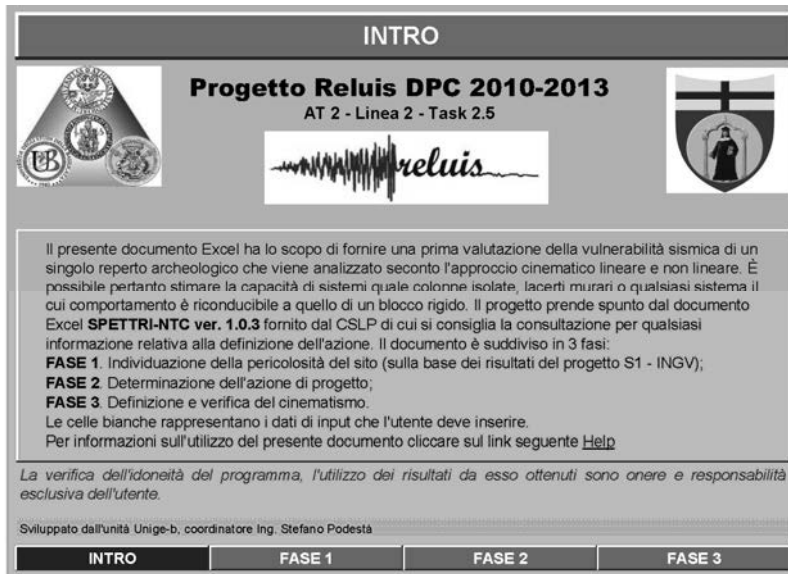 INTRO
Progetto Reluis DPC 2010-2013
AT 2 - Linea 2 - Task 2.5
reluis
Il presente documento Excel ha lo scopo di fornire una prima valutazione della vulnerabilità sismica di un
singolo reperto archeologico che viene analizzato seconto l'approccio cinematico lineare e non lineare. È
possibile pertanto stimare la capacità di sistemi quale colonne isolate, lacerti murari o qualsiasi sistema il
cui comportamento è riconducibile a quello di un blocco rigido. Il progetto prende spunto dal documento
Excel SPETTRI-NTC ver. 1.0.3 fornito dal CSLP di cui si consiglia la consultazione per qualsiasi
informazione relativa alla definizione dell'azione. Il documento è suddiviso in 3 fasi:
FASE 1. Individuazione della pericolosità del sito (sulla base dei risultati del progetto S1 - INGV);
FASE 2. Determinazione dell'azione di progetto;
FASE 3. Definizione e verifica del cinematismo.
Le celle bianche rappresentano i dati di input che l'utente deve inserire.
Per informazioni sull'utilizzo del presente documento cliccare sul link seguente Help
La verifica dell'idoneità del programma, l'utilizzo dei risultati da esso ottenuti sono onere e responsabilità
esclusiva dell'utente.
Sviluppato dall'unità Unige-b, coordinatore Ing. Stefano Podestà
INTRO FASE 1 FASE 2 FASE 3